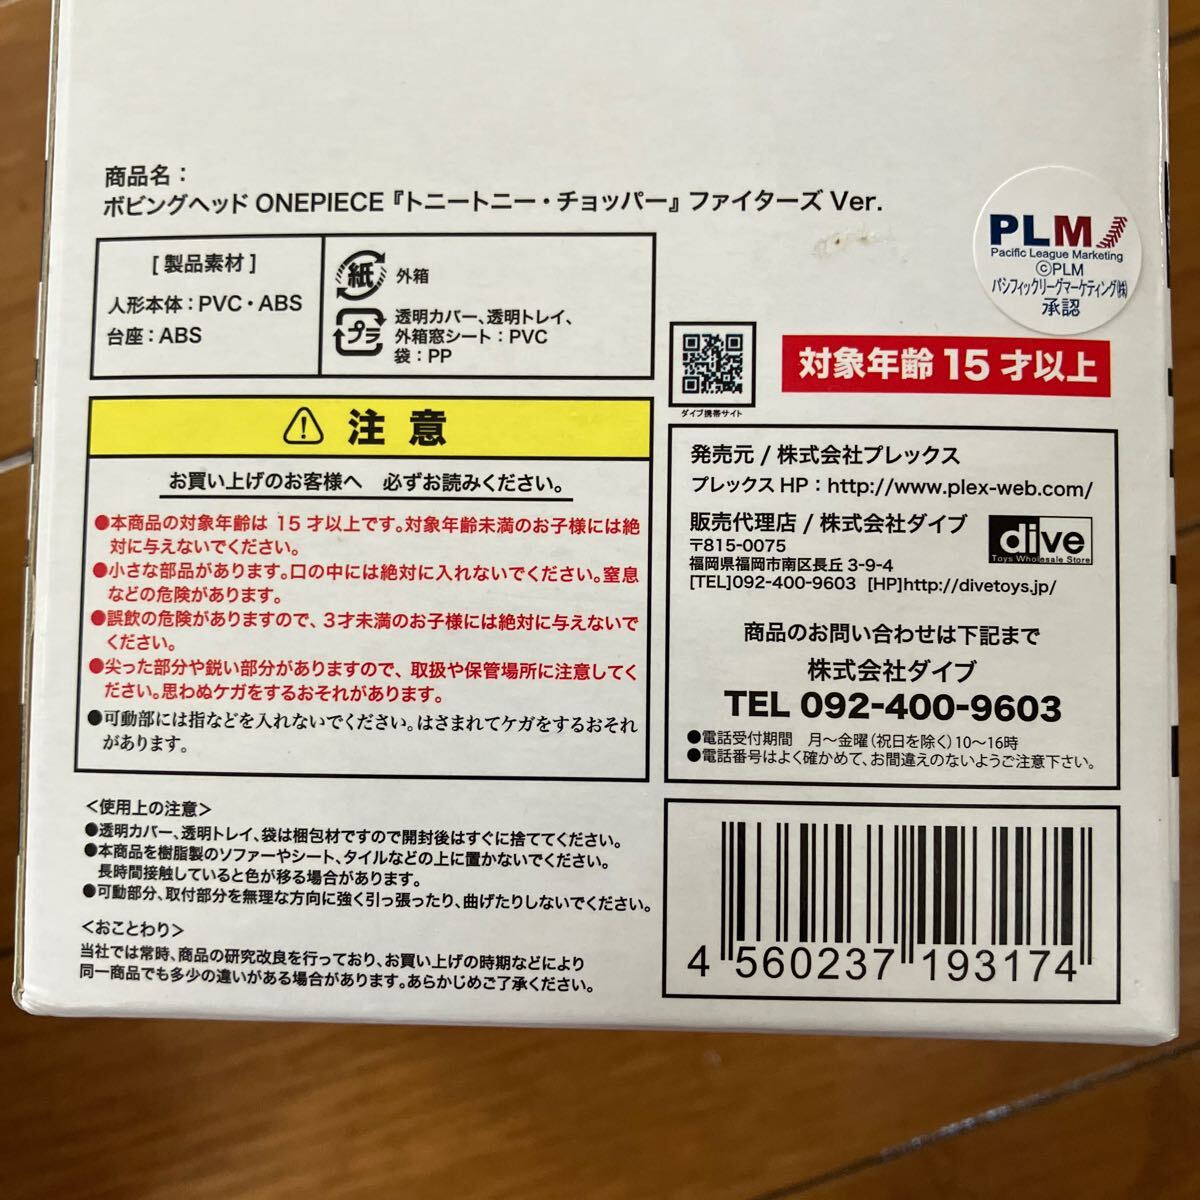 商品名：
ボビングヘッド ONEPIECE『トニートニー・チョッパー』ファイターズ Ver.
PLM
Pacific League Marketing
©PLM
パシフィックリーグマーケティング㈱
承認
[ 製品素材 ]
人形本体：PVC・ABS
台座：ABS
紙 外箱
プラ 透明カバー、透明トレイ、
外箱窓シート：PVC
袋：PP
ダイブ携帯サイト
対象年齢 15 才以上
注意
お買い上げのお客様へ　必ずお読みください。
●本商品の対象年齢は 15 才以上です。対象年齢未満のお子様には絶
対に与えないでください。
●小さな部品があります。口の中には絶対に入れないでください。窒息
などの危険があります。
●誤飲の危険がありますので、3才未満のお子様には絶対に与えないで
ください。
●尖った部分や鋭い部分がありますので、取扱や保管場所に注意してく
ださい。思わぬケガをするおそれがあります。
●可動部には指などを入れないでください。はさまれてケガをするおそれ
があります。
発売元 / 株式会社プレックス
プレックス HP：http://www.plex-web.com/
販売代理店 / 株式会社ダイブ
dive
Toys Wholesale Store
〒815-0075
福岡県福岡市南区長丘 3-9-4
[TEL]092-400-9603 [HP]http://divetoys.jp/
商品のお問い合わせは下記まで
株式会社ダイブ
TEL 092-400-9603
●電話受付期間　月〜金曜（祝日を除く）10〜16時
●電話番号はよく確かめて、お間違えのないようご注意下さい。
<使用上の注意>
●透明カバー、透明トレイ、袋は梱包材ですので開封後はすぐに捨ててください。
●本商品を樹脂製のソファーやシート、タイルなどの上に置かないでください。
長時間接触していると色が移る場合があります。
●可動部分、取付部分を無理な方向に強く引っ張ったり、曲げたりしないでください。
<おことわり>
当社では常時、商品の研究改良を行っており、お買い上げの時期などにより
同一商品でも多少の違いがある場合があります。あらかじめご了承ください。
4 560237 193174